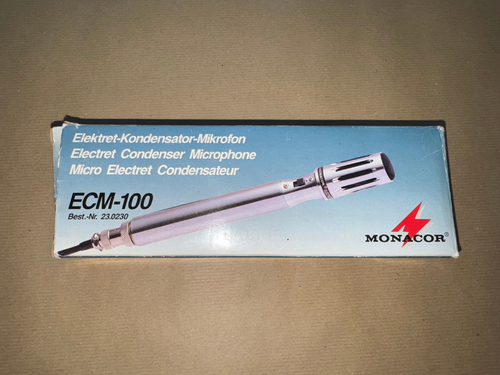 Elektret-Kondensator-Mikrofon
Electret Condenser Microphone
Micro Electret Condensateur
ECM-100
Best.-Nr. 23.0230
MONACOR®